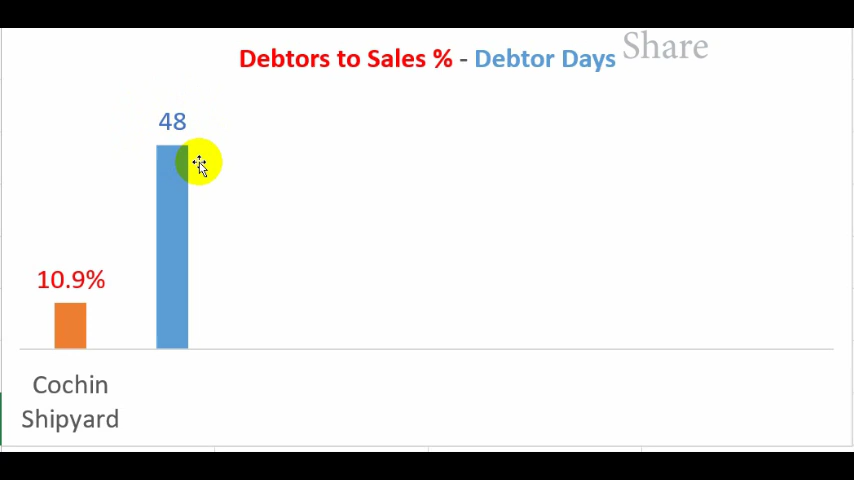 Debtors to Sales % - Debtor Days
Share
48
10.9%
Cochin
Shipyard